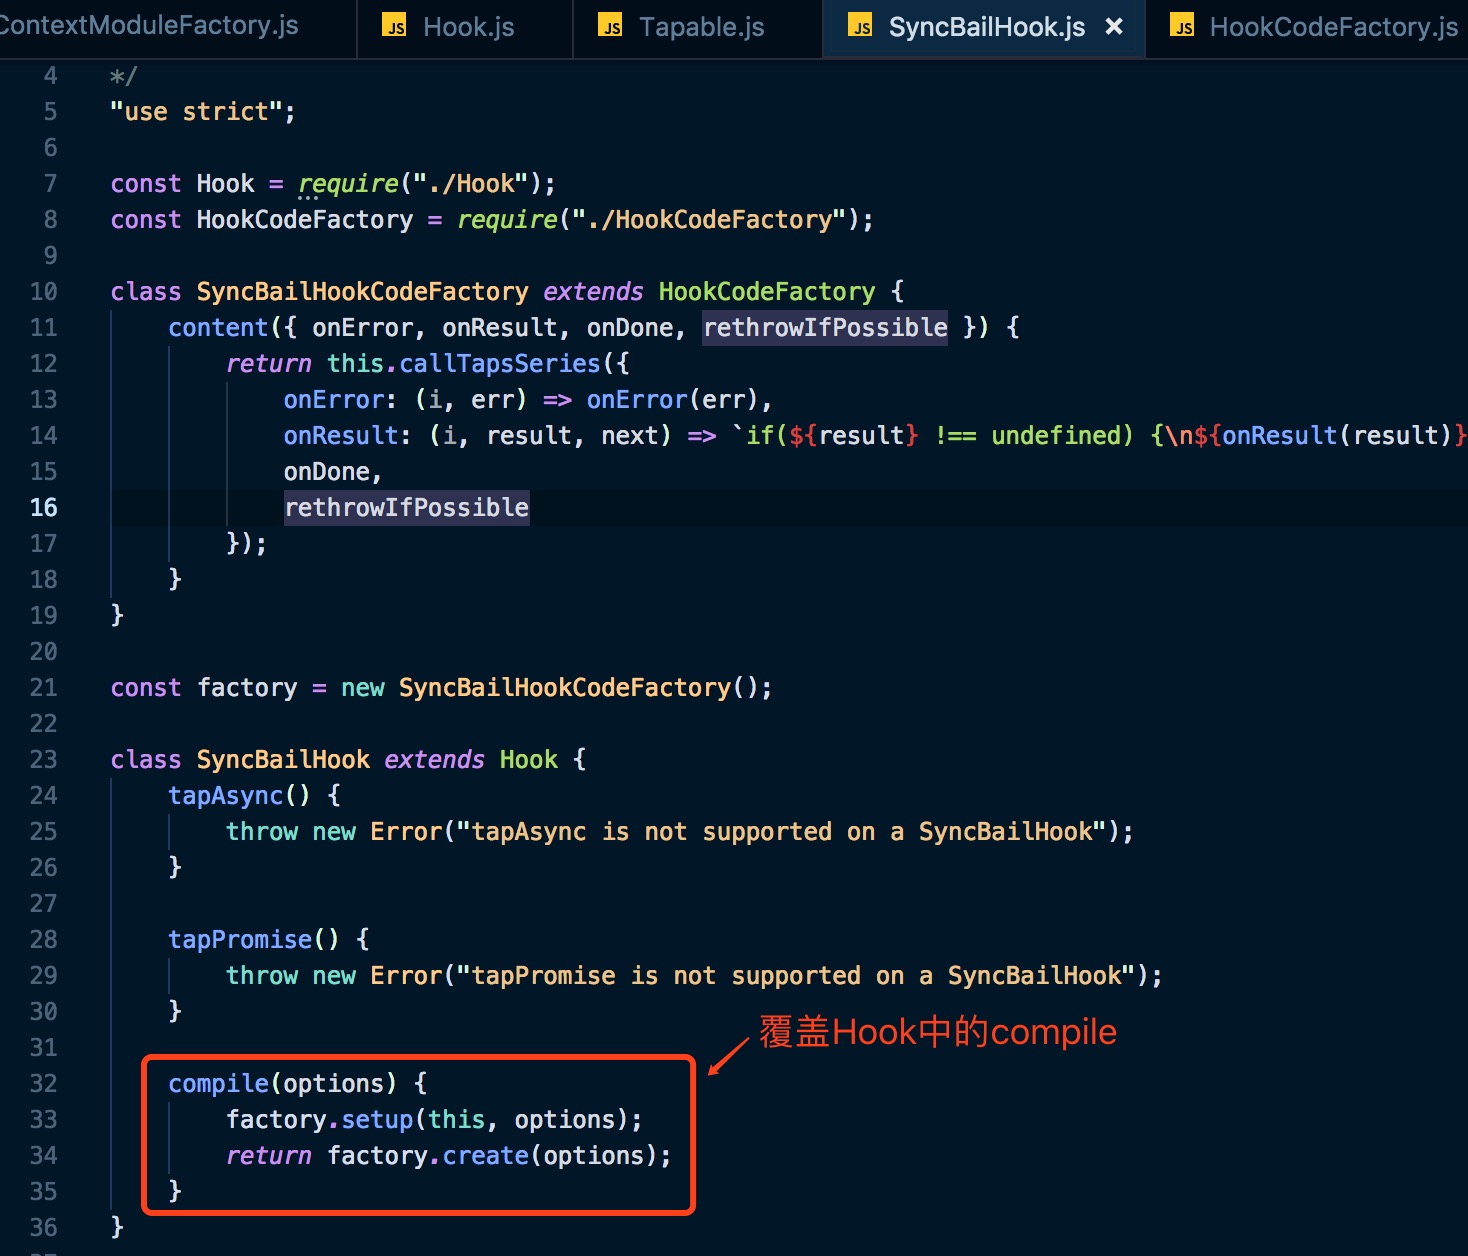 ContextModuleFactory.js JS Hook.js JS Tapable.js JS SyncBailHook.js × JS HookCodeFactory.js
4 */
5 "use strict";
6
7 const Hook = require("./Hook");
8 const HookCodeFactory = require("./HookCodeFactory");
9
10 class SyncBailHookCodeFactory extends HookCodeFactory {
11 content({ onError, onResult, onDone, rethrowIfPossible }) {
12 return this.callTapsSeries({
13 onError: (i, err) => onError(err),
14 onResult: (i, result, next) => `if(${result} !== undefined) {\n${onResult(result)}
15 onDone,
16 rethrowIfPossible
17 });
18 }
19 }
20
21 const factory = new SyncBailHookCodeFactory();
22
23 class SyncBailHook extends Hook {
24 tapAsync() {
25 throw new Error("tapAsync is not supported on a SyncBailHook");
26 }
27
28 tapPromise() {
29 throw new Error("tapPromise is not supported on a SyncBailHook");
30 }
31 覆盖Hook中的compile
32 compile(options) {
33 factory.setup(this, options);
34 return factory.create(options);
35 }
36 }